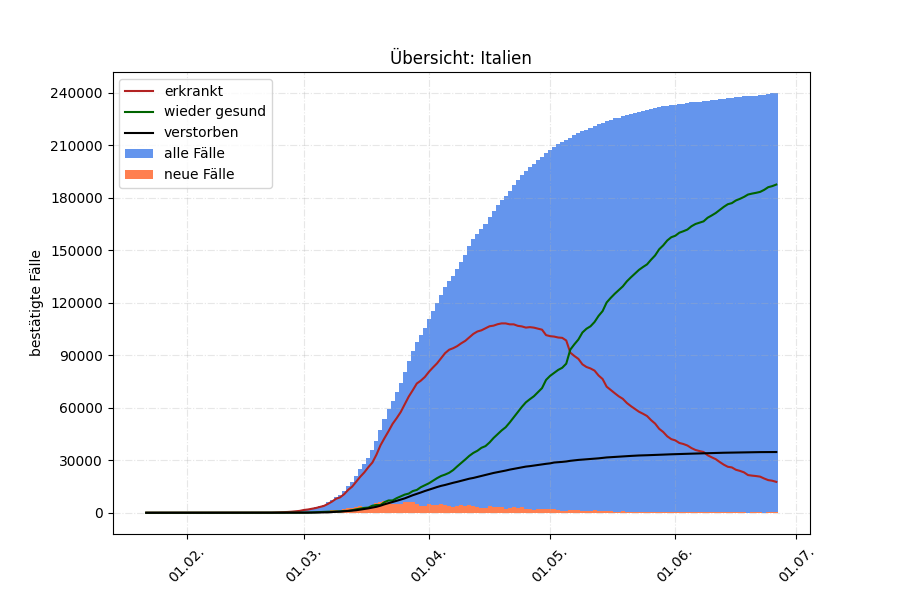 Übersicht: Italien
erkrankt
wieder gesund
verstorben
alle Fälle
neue Fälle
bestätigte Fälle
240000
210000
180000
150000
120000
90000
60000
30000
0
01.02.
01.03.
01.04.
01.05.
01.06.
01.07.